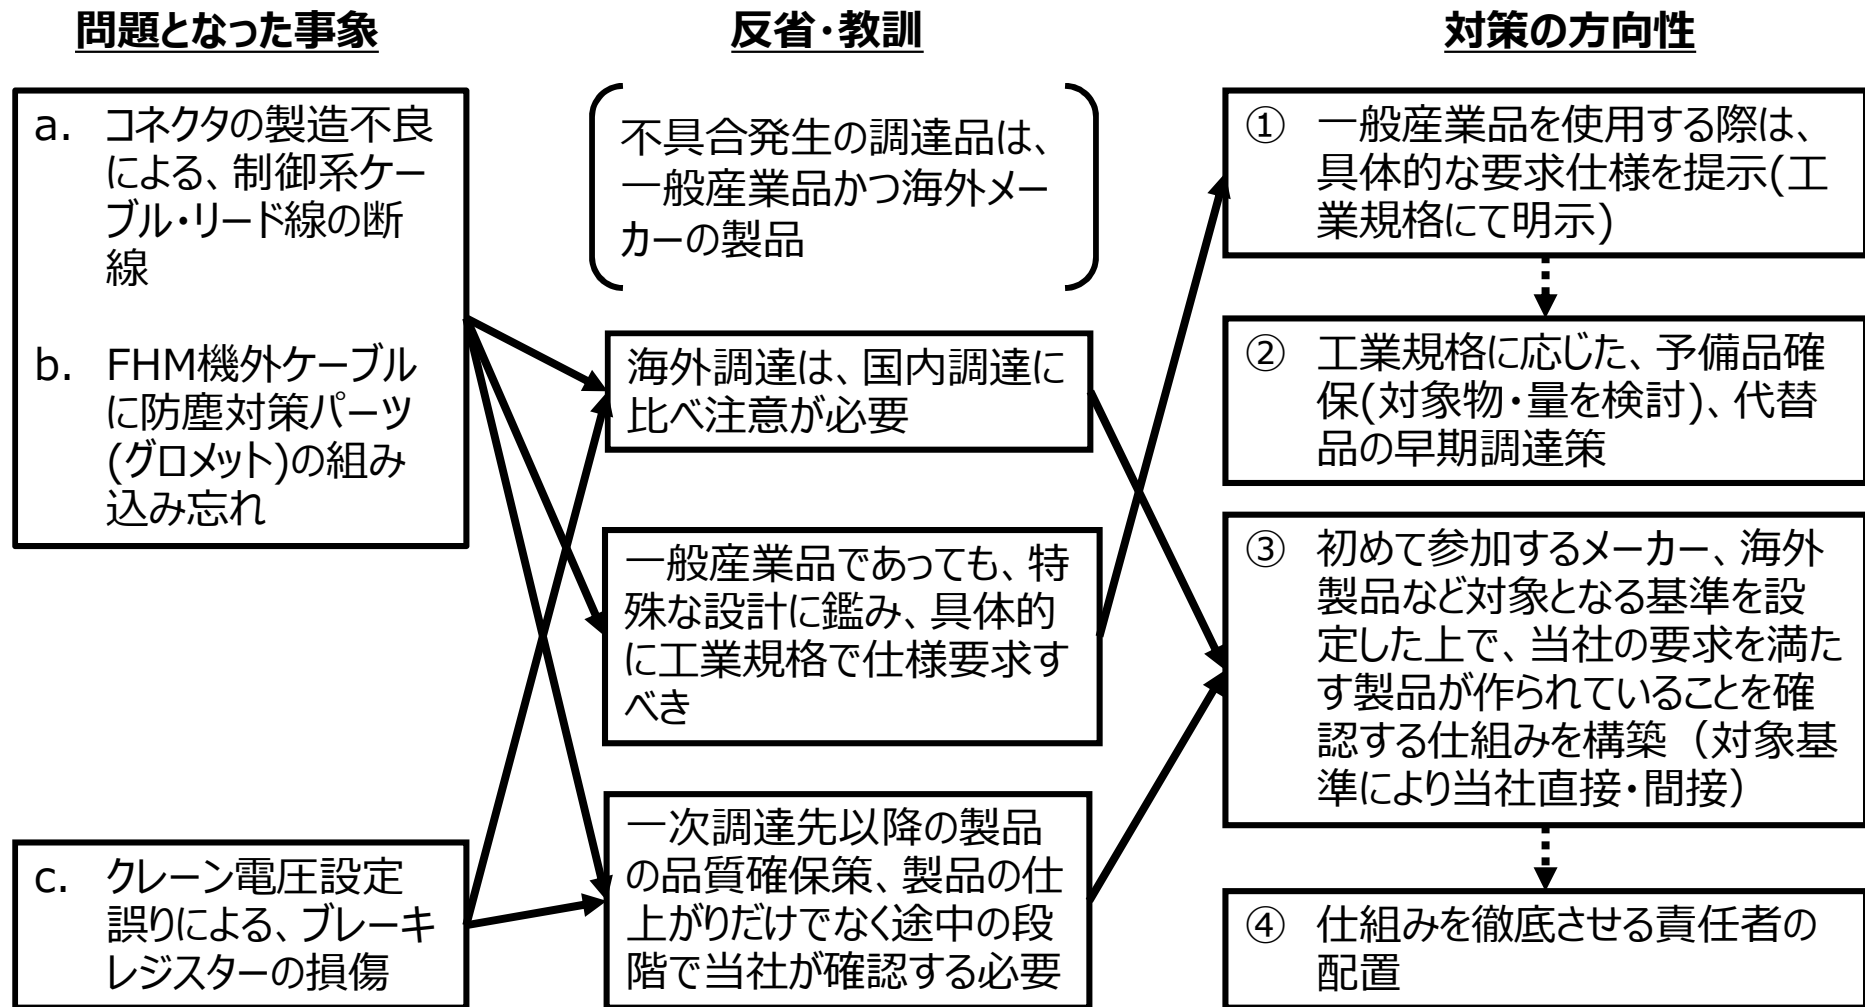 問題となった事象
反省・教訓
対策の方向性
a. コネクタの製造不良
による、制御系ケー
ブル・リード線の断
線
b. FHM機外ケーブル
に防塵対策パーツ
(グロメット)の組み
込み忘れ
c. クレーン電圧設定
誤りによる、ブレーキ
レジスターの損傷
不具合発生の調達品は、
一般産業品かつ海外メー
カーの製品
海外調達は、国内調達に
比べ注意が必要
一般産業品であっても、特
殊な設計に鑑み、具体的
に工業規格で仕様要求す
べき
一次調達先以降の製品
の品質確保策、製品の仕
上がりだけでなく途中の段
階で当社が確認する必要
① 一般産業品を使用する際は、
具体的な要求仕様を提示(工
業規格にて明示)
② 工業規格に応じた、予備品確
保(対象物・量を検討)、代替
品の早期調達策
③ 初めて参加するメーカー、海外
製品など対象となる基準を設
定した上で、当社の要求を満た
す製品が作られていることを確
認する仕組みを構築（対象基
準により当社直接・間接）
④ 仕組みを徹底させる責任者の
配置